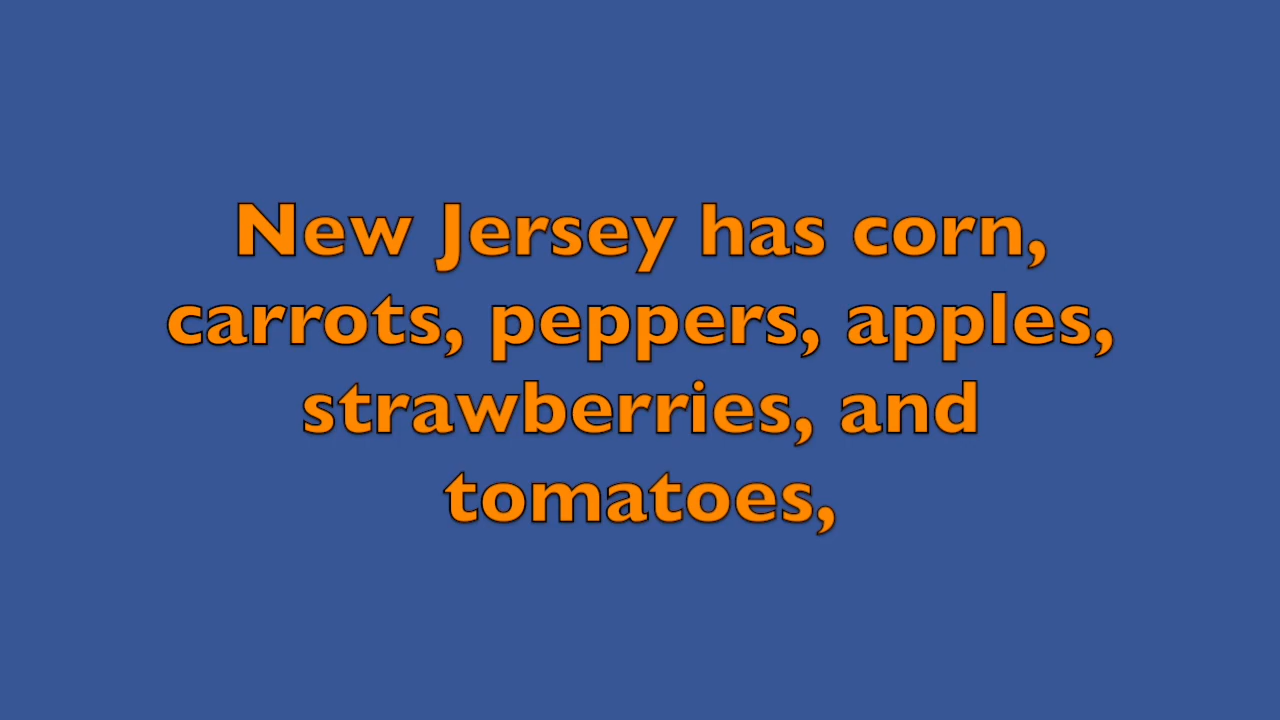 New Jersey has corn,
carrots, peppers, apples,
strawberries, and
tomatoes,